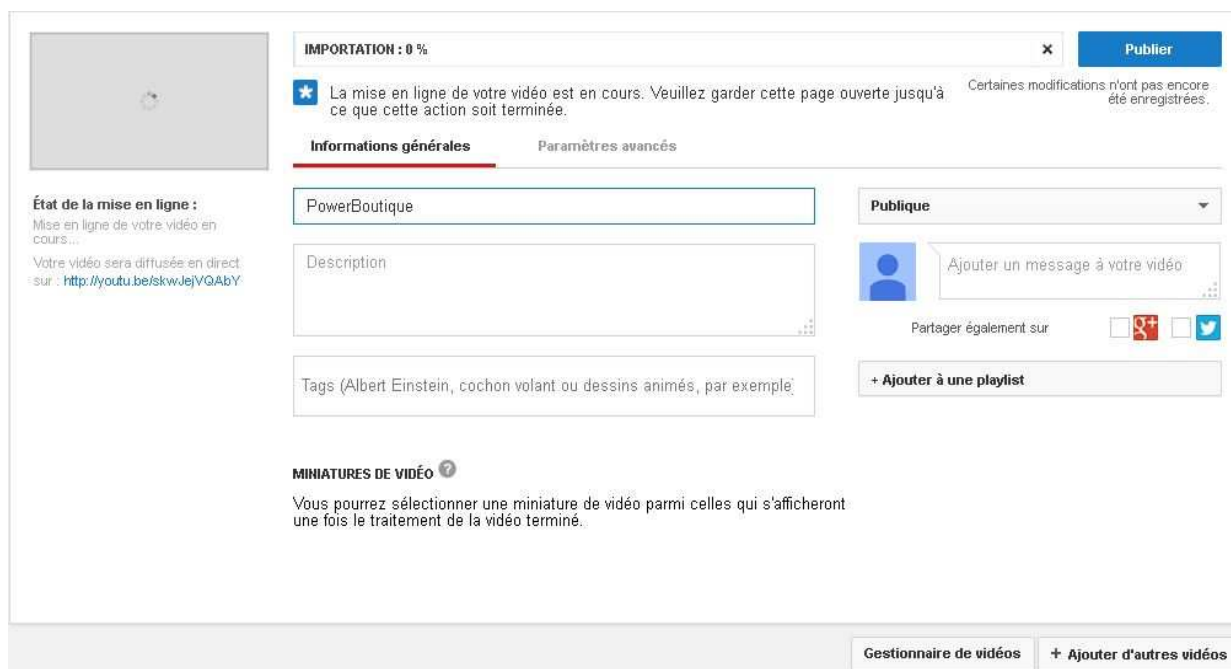 IMPORTATION : 0 %
Publier
La mise en ligne de votre vidéo est en cours. Veuillez garder cette page ouverte jusqu'à
ce que cette action soit terminée.
Certaines modifications n'ont pas encore
été enregistrées.
Informations générales
Paramètres avancés
État de la mise en ligne :
Mise en ligne de votre vidéo en
cours...
Votre vidéo sera diffusée en direct
sur : http://youtu.be/skwJejVQAbY
PowerBoutique
Description
Tags (Albert Einstein, cochon volant ou dessins animés, par exemple)
Publique
Ajouter un message à votre vidéo
Partager également sur
g+
+ Ajouter à une playlist
MINIATURES DE VIDÉO ?
Vous pourrez sélectionner une miniature de vidéo parmi celles qui s'afficheront
une fois le traitement de la vidéo terminé.
Gestionnaire de vidéos
+ Ajouter d'autres vidéos